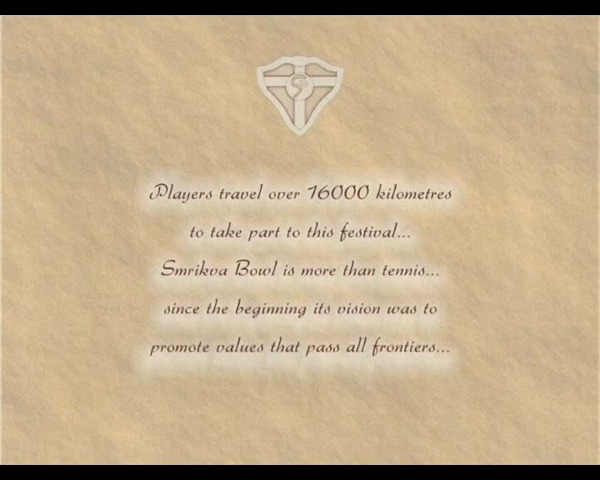 Players travel over 16000 kilometres
to take part to this festival...
Smrikva Bowl is more than tennis...
since the beginning its vision was to
promote values that pass all frontiers...